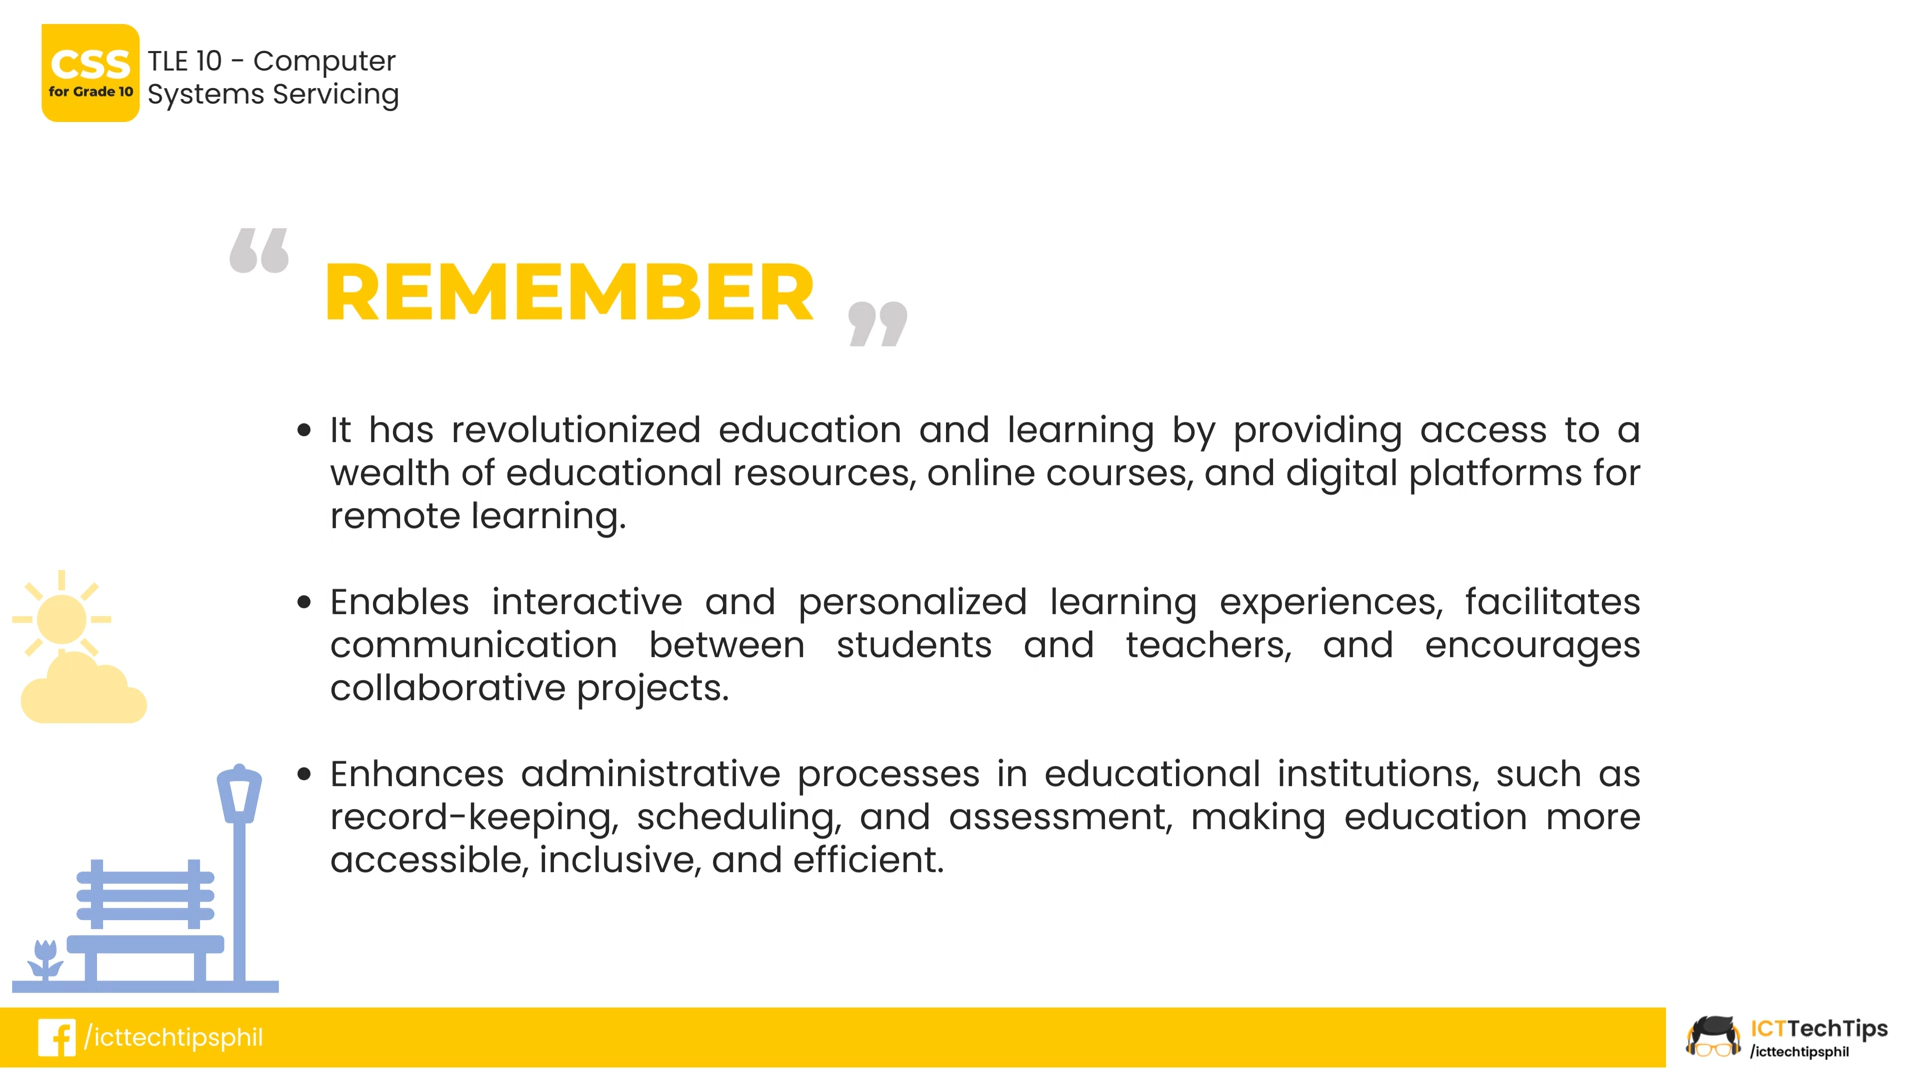 CSS
for Grade 10
TLE 10 - Computer
Systems Servicing
“ REMEMBER ”
• It has revolutionized education and learning by providing access to a
wealth of educational resources, online courses, and digital platforms for
remote learning.
• Enables interactive and personalized learning experiences, facilitates
communication between students and teachers, and encourages
collaborative projects.
• Enhances administrative processes in educational institutions, such as
record-keeping, scheduling, and assessment, making education more
accessible, inclusive, and efficient.
/icttechtipsphil
ICTTechTips
/icttechtipsphil